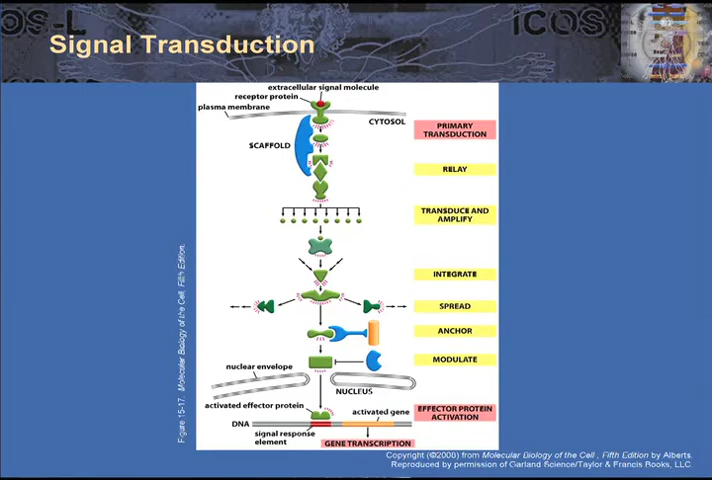 OS-L
ICOS
Signal Transduction
extracellular signal molecule
receptor protein
plasma membrane
CYTOSOL
PRIMARY
TRANSDUCTION
SCAFFOLD
RELAY
TRANSDUCE AND
AMPLIFY
INTEGRATE
SPREAD
ANCHOR
MODULATE
nuclear envelope
NUCLEUS
activated effector protein
activated gene
EFFECTOR PROTEIN
ACTIVATION
DNA
signal response
element
GENE TRANSCRIPTION
Figure 15-17. Molecular Biology of the Cell, Fifth Edition.
Copyright (©2008) from Molecular Biology of the Cell , Fifth Edition by Alberts.
Reproduced by permission of Garland Science/Taylor & Francis Books, LLC.